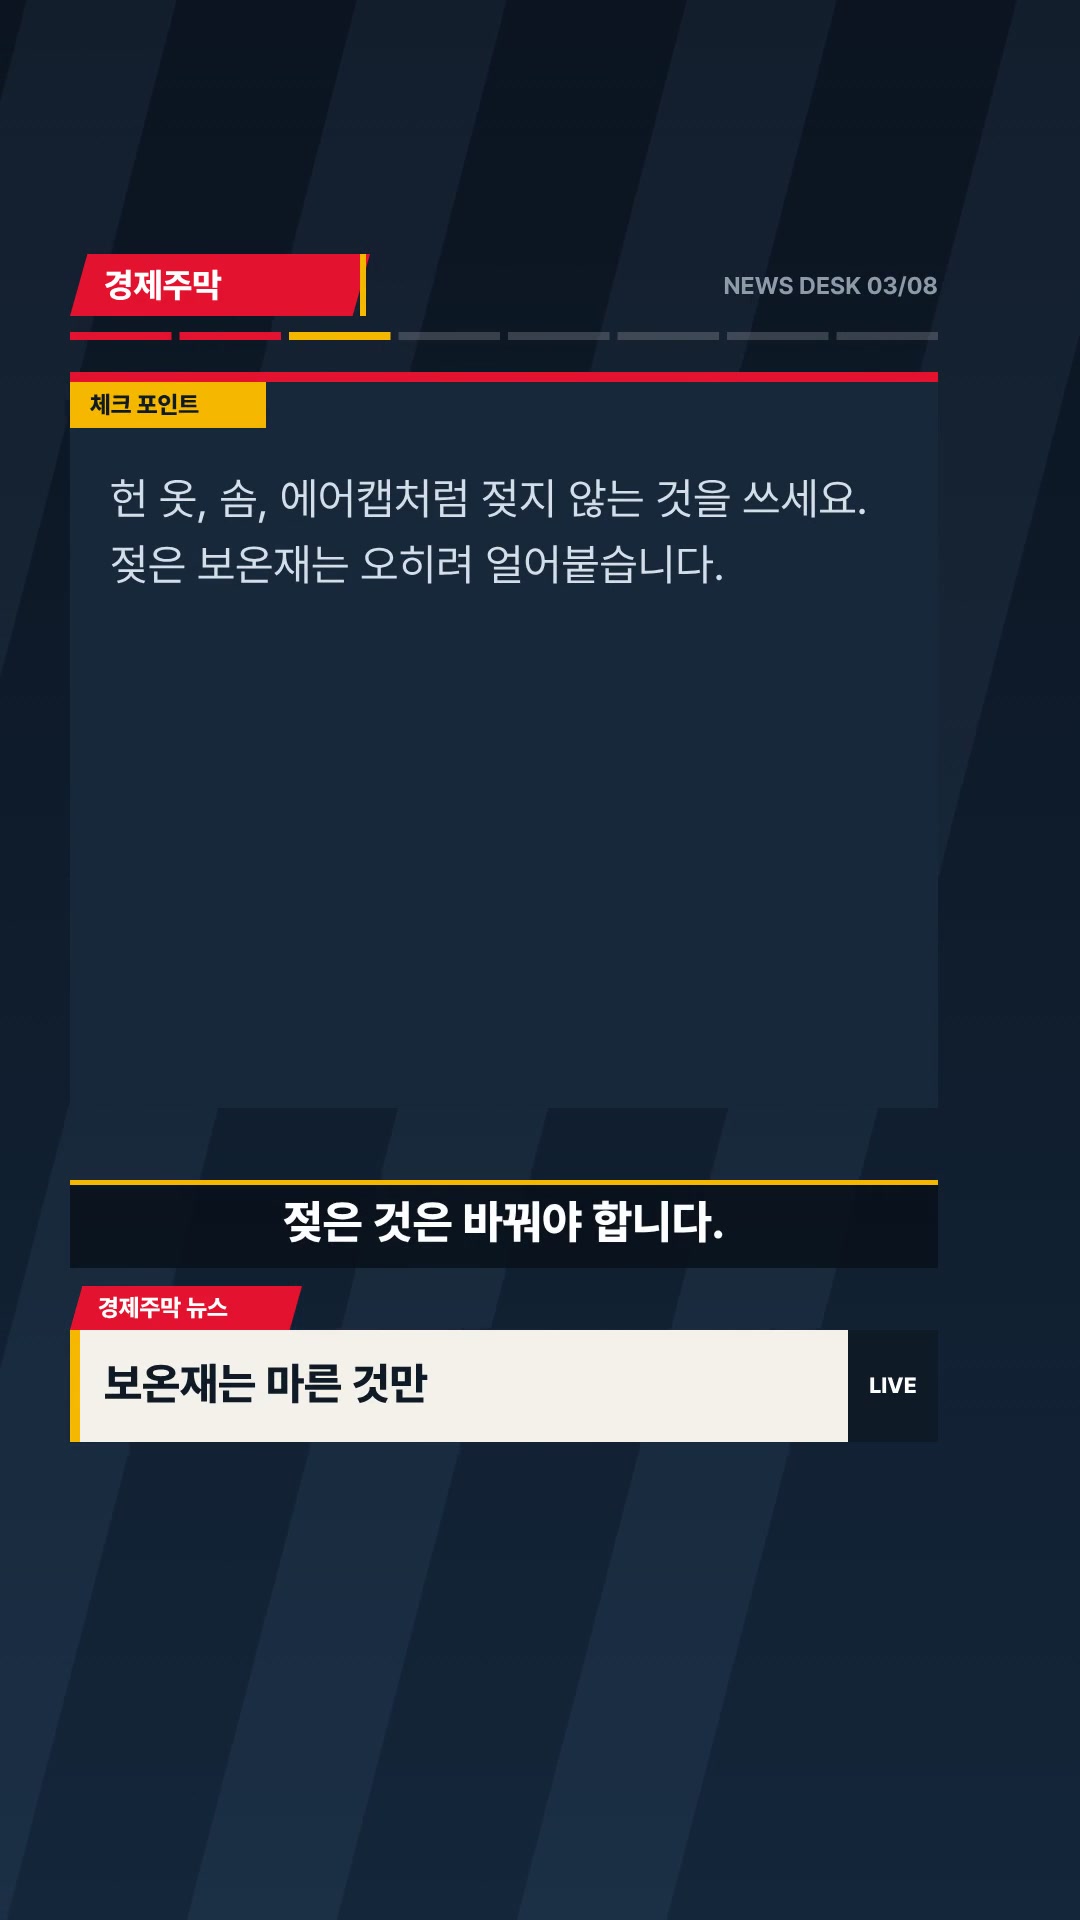 경제주막
NEWS DESK 03/08
체크 포인트
헌 옷, 솜, 에어캡처럼 젖지 않는 것을 쓰세요.
젖은 보온재는 오히려 얼어붙습니다.
젖은 것은 바꿔야 합니다.
경제주막 뉴스
보온재는 마른 것만
LIVE